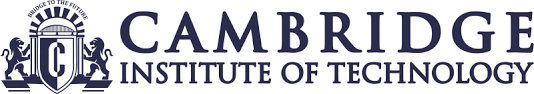 BRIDGE TO THE FUTURE
C
CAMBRIDGE
INSTITUTE OF TECHNOLOGY